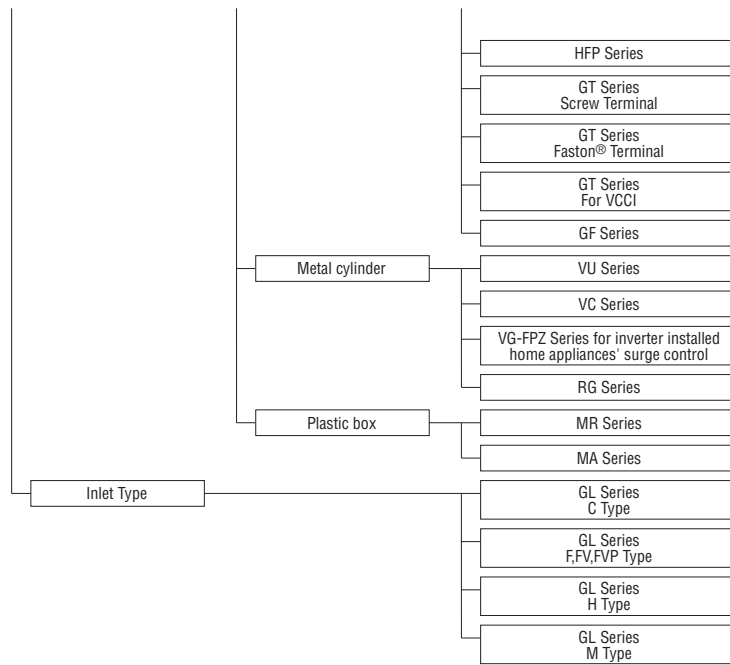 HFP Series
GT Series
Screw Terminal
GT Series
Faston® Terminal
GT Series
For VCCI
GF Series
Metal cylinder
VU Series
VC Series
VG-FPZ Series for inverter installed
home appliances' surge control
RG Series
Plastic box
MR Series
MA Series
Inlet Type
GL Series
C Type
GL Series
F,FV,FVP Type
GL Series
H Type
GL Series
M Type